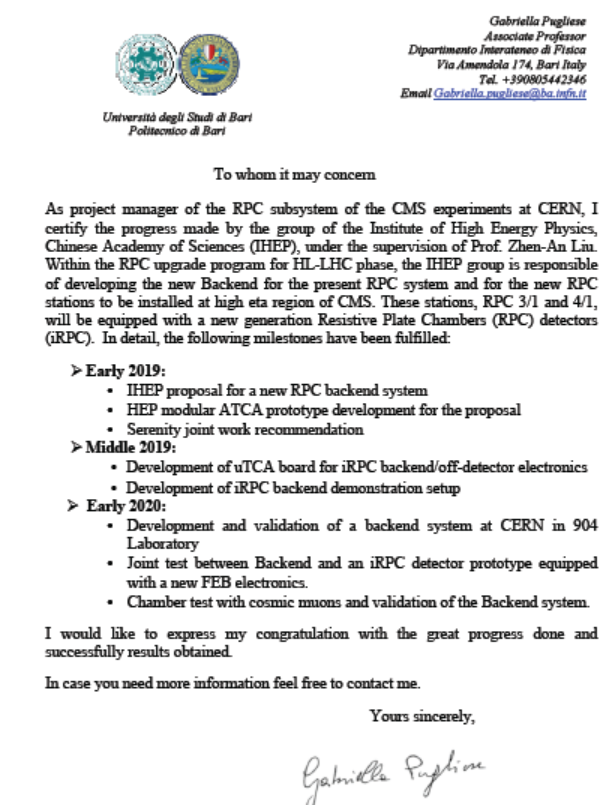 Gabriella Pugliese
Associate Professor
Dipartimento Interateneo di Fisica
Via Amendola 174, Bari Italy
Tel. +390805442346
Email Gabriella.pugliese@ba.infn.it
Università degli Studi di Bari
Politecnico di Bari
To whom it may concern
As project manager of the RPC subsystem of the CMS experiments at CERN, I
certify the progress made by the group of the Institute of High Energy Physics,
Chinese Academy of Sciences (IHEP), under the supervision of Prof. Zhen-An Liu.
Within the RPC upgrade program for HL-LHC phase, the IHEP group is responsible
of developing the new Backend for the present RPC system and for the new RPC
stations to be installed at high eta region of CMS. These stations, RPC 3/1 and 4/1,
will be equipped with a new generation Resistive Plate Chambers (RPC) detectors
(iRPC). In detail, the following milestones have been fulfilled:
➢ Early 2019:
• IHEP proposal for a new RPC backend system
• HEP modular ATCA prototype development for the proposal
• Serenity joint work recommendation
➢ Middle 2019:
• Development of uTCA board for iRPC backend/off-detector electronics
• Development of iRPC backend demonstration setup
➢ Early 2020:
• Development and validation of a backend system at CERN in 904
Laboratory
• Joint test between Backend and an iRPC detector prototype equipped
with a new FEB electronics.
• Chamber test with cosmic muons and validation of the Backend system.
I would like to express my congratulation with the great progress done and
successfully results obtained.
In case you need more information feel free to contact me.
Yours sincerely,
Gabriella Pugliese